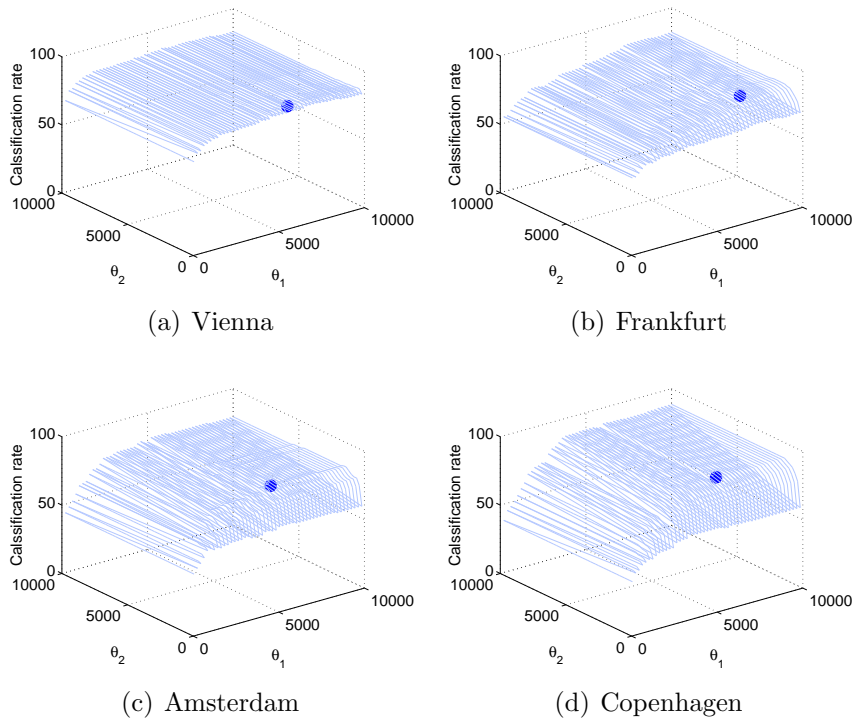 100
50
0
Calssification rate
10000
5000
0
θ2
0
5000
10000
θ1
(a) Vienna
100
50
0
Calssification rate
10000
5000
0
θ2
0
5000
10000
θ1
(b) Frankfurt
100
50
0
Calssification rate
10000
5000
0
θ2
0
5000
10000
θ1
(c) Amsterdam
100
50
0
Calssification rate
10000
5000
0
θ2
0
5000
10000
θ1
(d) Copenhagen